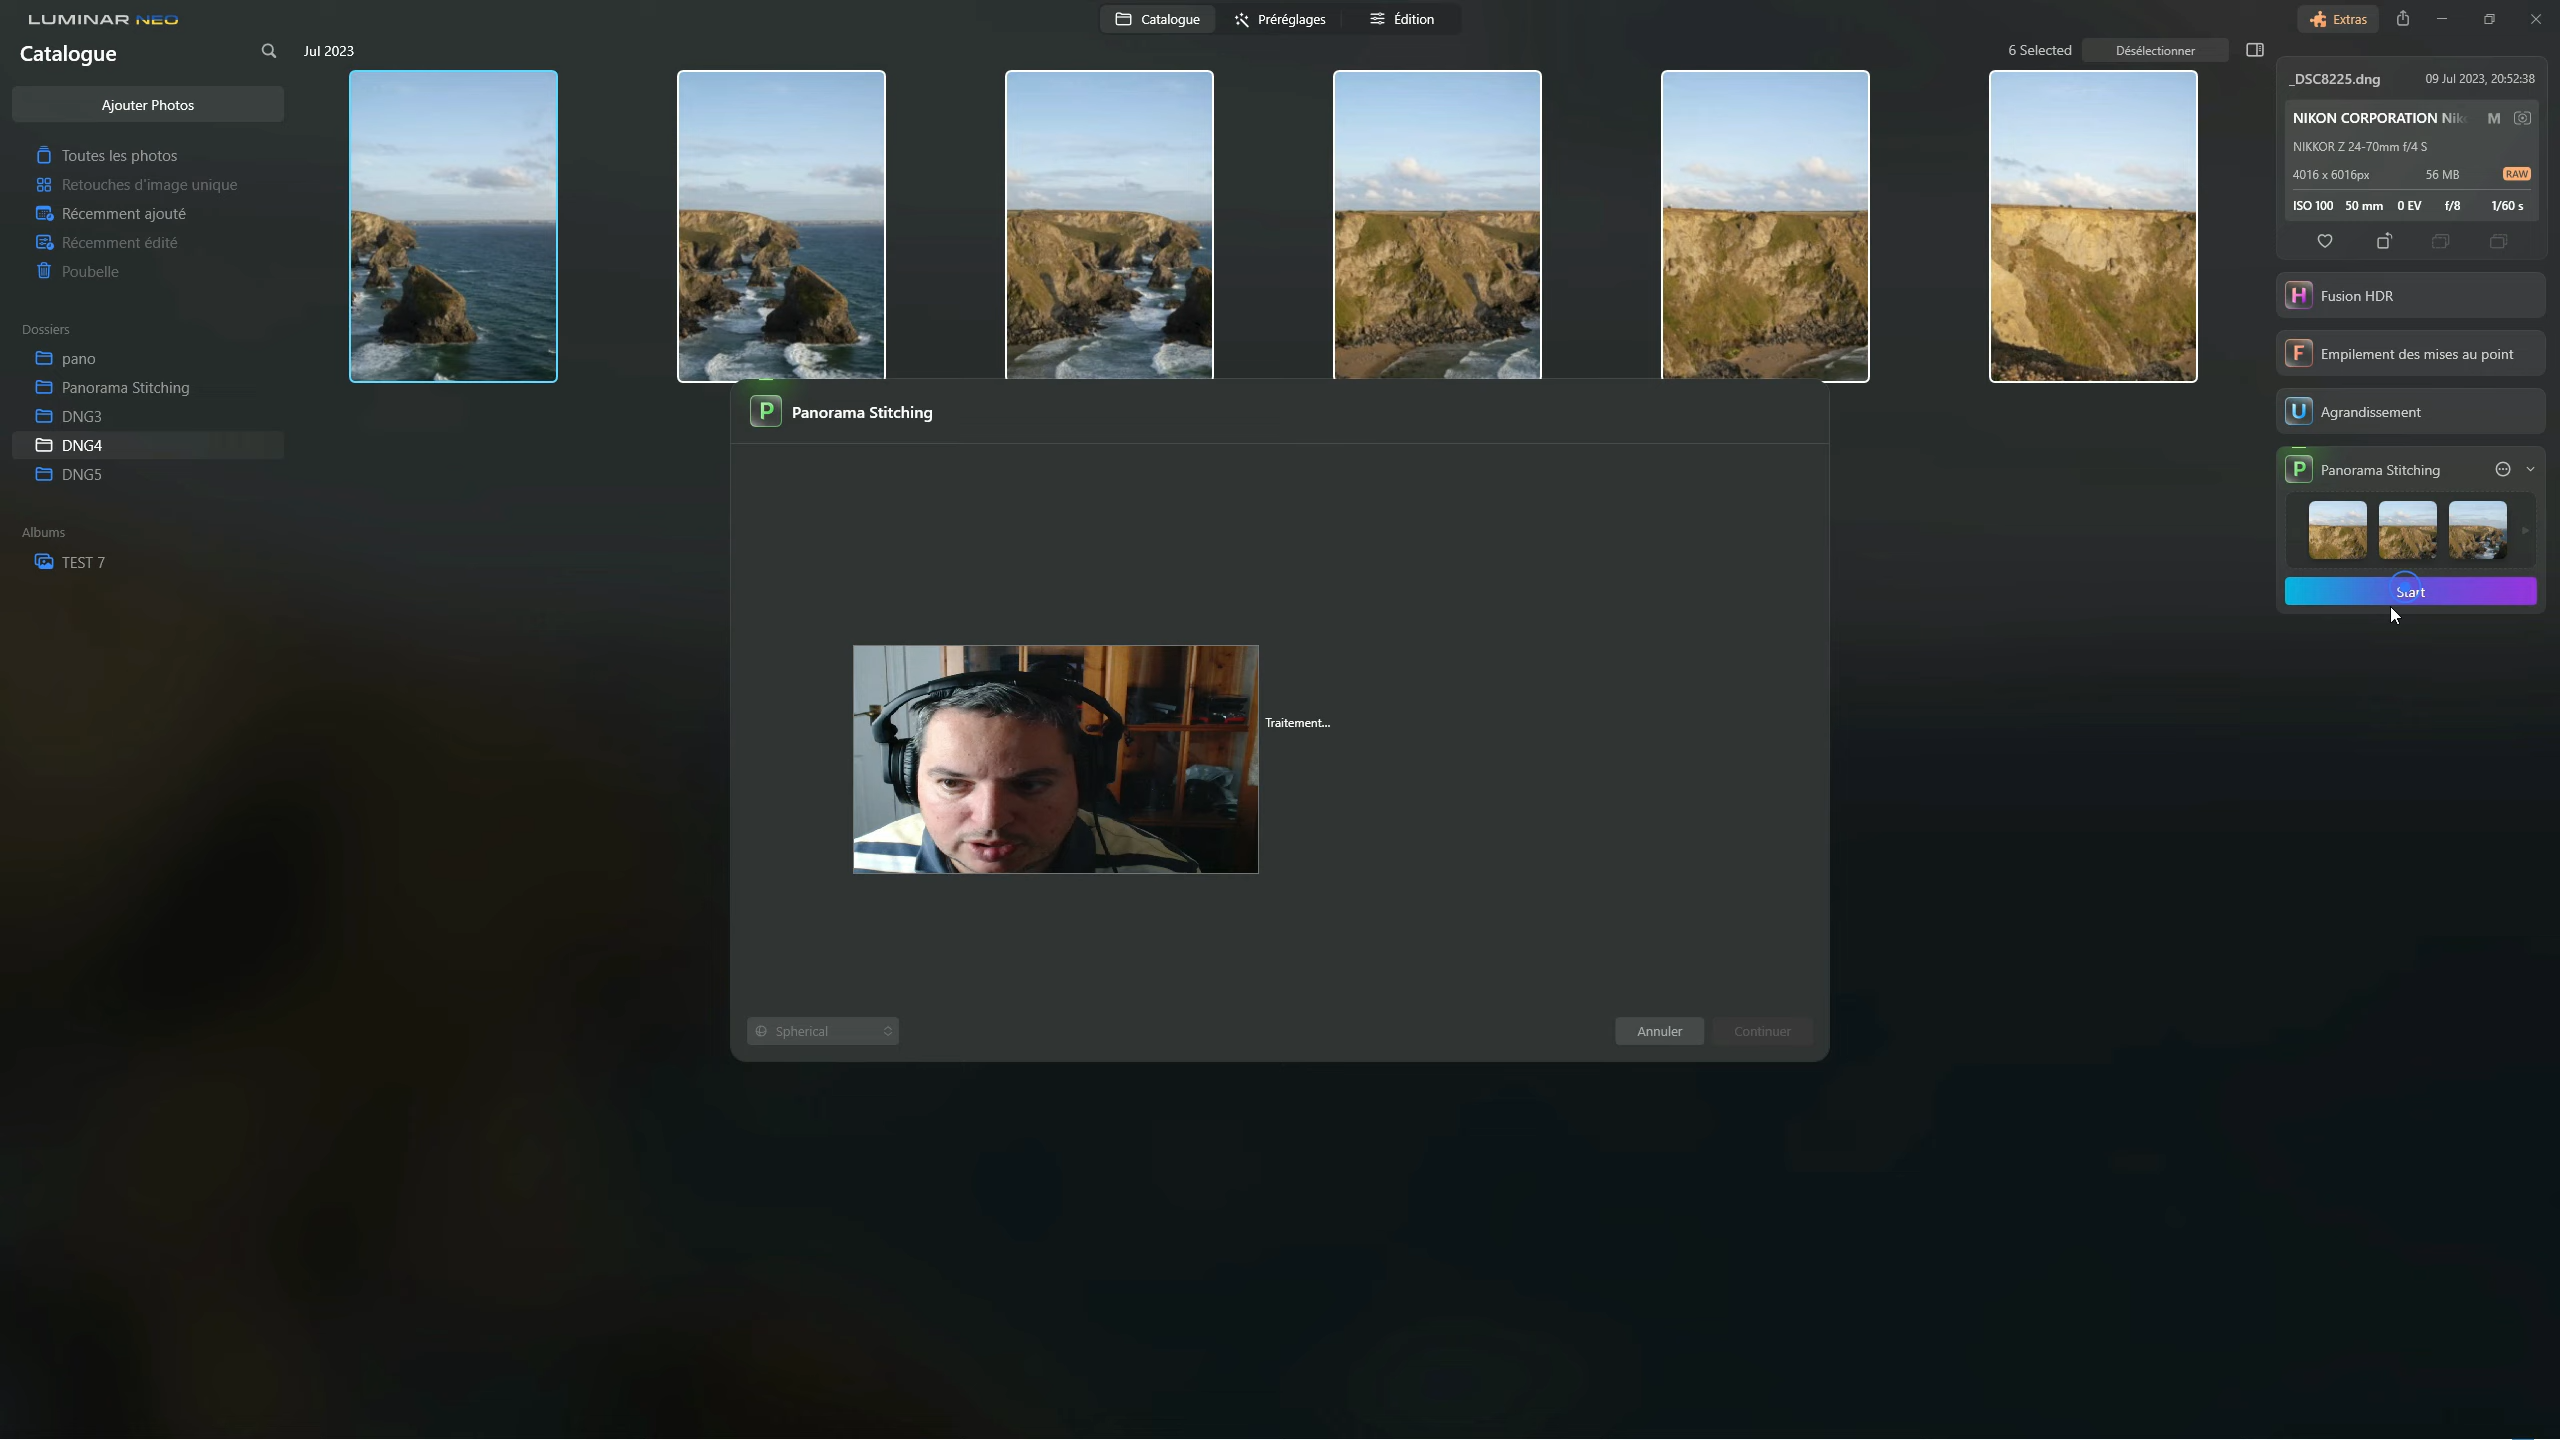 LUMINAR NEO
Catalogue
Préréglages
Édition
Extras
Catalogue
Jul 2023
6 Selected
Désélectionner
Ajouter Photos
Toutes les photos
Retouches d'image unique
Récemment ajouté
Récemment édité
Poubelle
Dossiers
pano
Panorama Stitching
DNG3
DNG4
DNG5
Albums
TEST 7
_DSC8225.dng
09 Jul 2023, 20:52:38
NIKON CORPORATION
M
NIKKOR Z 24-70mm f/4 S
4016 x 6016px
56 MB
RAW
ISO 100
50 mm
0 EV
f/8
1/60 s
H
Fusion HDR
F
Empilement des mises au point
U
Agrandissement
P
Panorama Stitching
Start
P
Panorama Stitching
Traitement...
Spherical
Annuler
Continuer